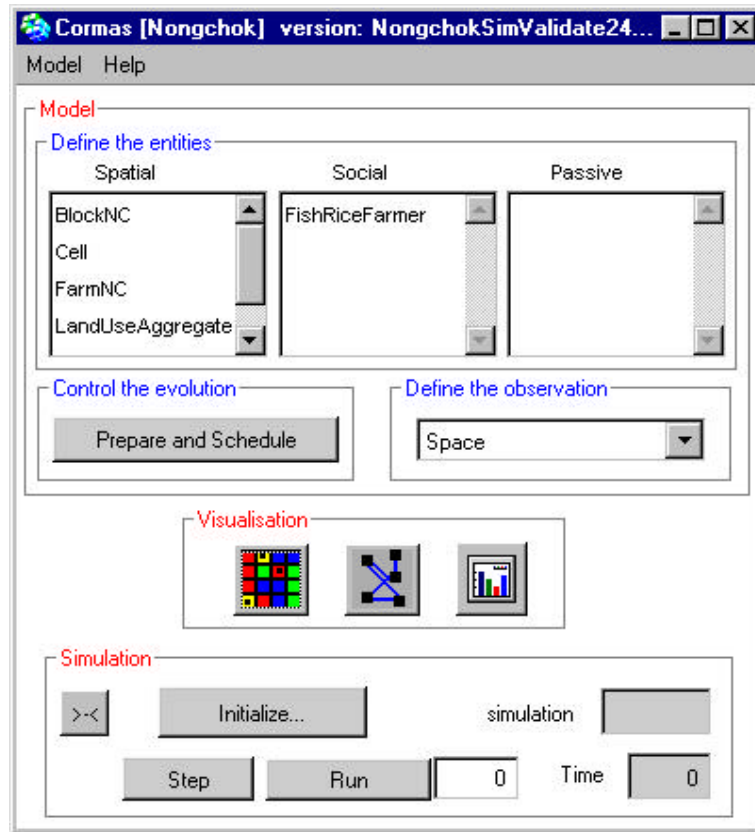 Cormas [Nongchok] version: NongchokSimValidate24...
Model Help
Model
Define the entities
Spatial Social Passive
BlockNC
Cell
FarmNC
LandUseAggregate
FishRiceFarmer
Control the evolution
Prepare and Schedule
Define the observation
Space
Visualisation
Simulation
>-< Initialize... simulation
Step Run 0 Time 0